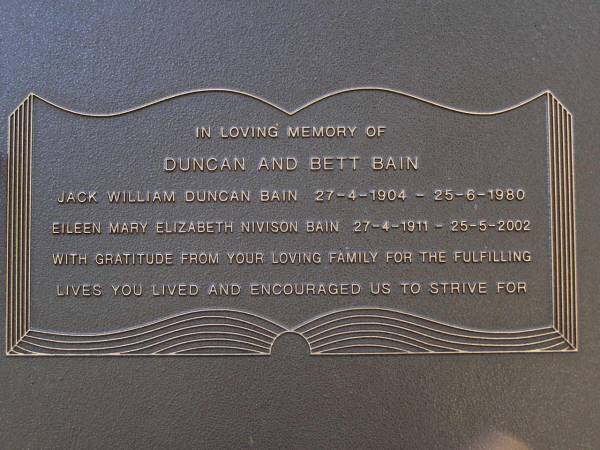 IN LOVING MEMORY OF
DUNCAN AND BETT BAIN
JACK WILLIAM DUNCAN BAIN 27-4-1904 - 25-6-1980
EILEEN MARY ELIZABETH NIVISON BAIN 27-4-1911 - 25-5-2002
WITH GRATITUDE FROM YOUR LOVING FAMILY FOR THE FULFILLING
LIVES YOU LIVED AND ENCOURAGED US TO STRIVE FOR